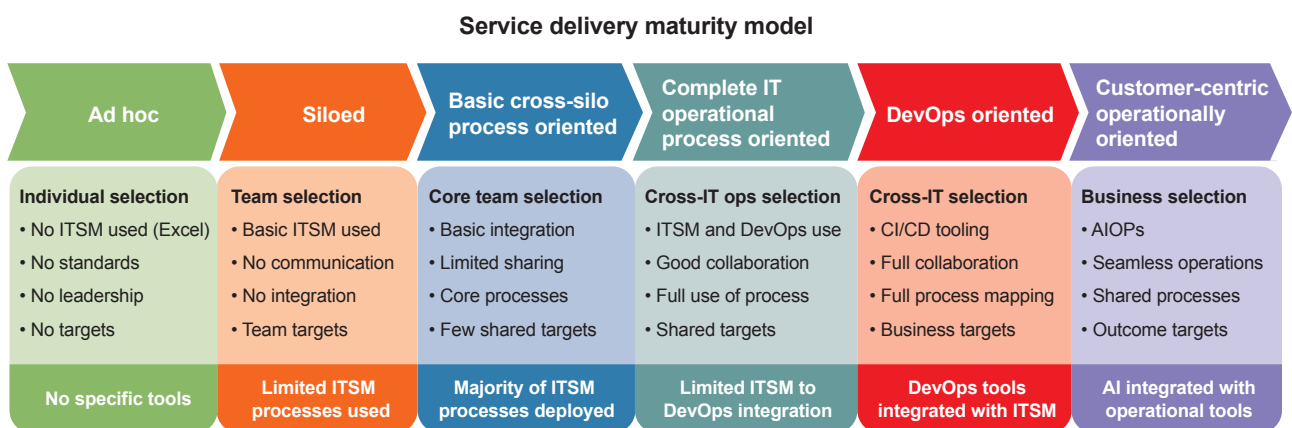 Service delivery maturity model
Ad hoc
Siloed
Basic cross-silo
process oriented
Complete IT
operational
process oriented
DevOps oriented
Customer-centric
operationally
oriented
Individual selection
• No ITSM used (Excel)
• No standards
• No leadership
• No targets
No specific tools
Team selection
• Basic ITSM used
• No communication
• No integration
• Team targets
Limited ITSM
processes used
Core team selection
• Basic integration
• Limited sharing
• Core processes
• Few shared targets
Majority of ITSM
processes deployed
Cross-IT ops selection
• ITSM and DevOps use
• Good collaboration
• Full use of process
• Shared targets
Limited ITSM to
DevOps integration
Cross-IT selection
• CI/CD tooling
• Full collaboration
• Full process mapping
• Business targets
DevOps tools
integrated with ITSM
Business selection
• AIOPs
• Seamless operations
• Shared processes
• Outcome targets
AI integrated with
operational tools